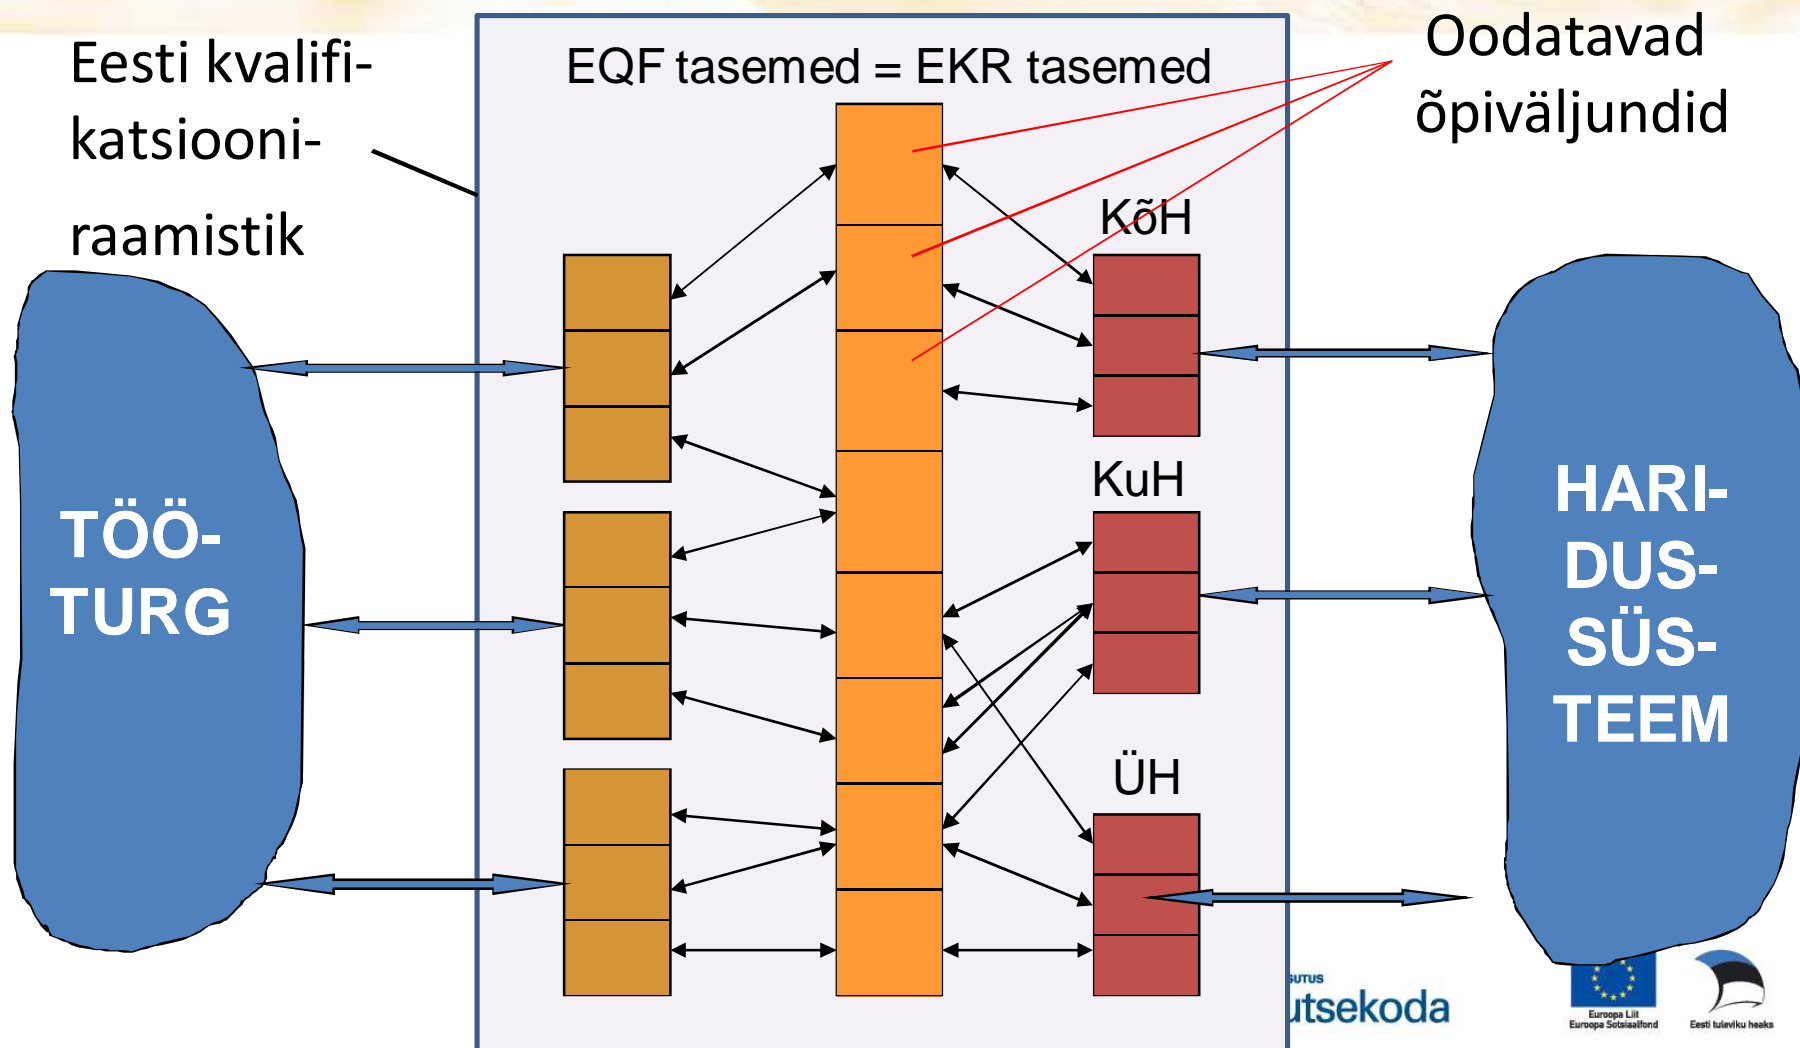 Eesti kvalifi-
katsiooni-
raamistik
EQF tasemed = EKR tasemed
Oodatavad
õpiväljundid
KõH
KuH
ÜH
TÖÖ-
TURG
HARI-
DUS-
SÜS-
TEEM
SUTUS
utsekoda
Euroopa Liit
Euroopa Sotsiaalfond
Eesti tuleviku heaks